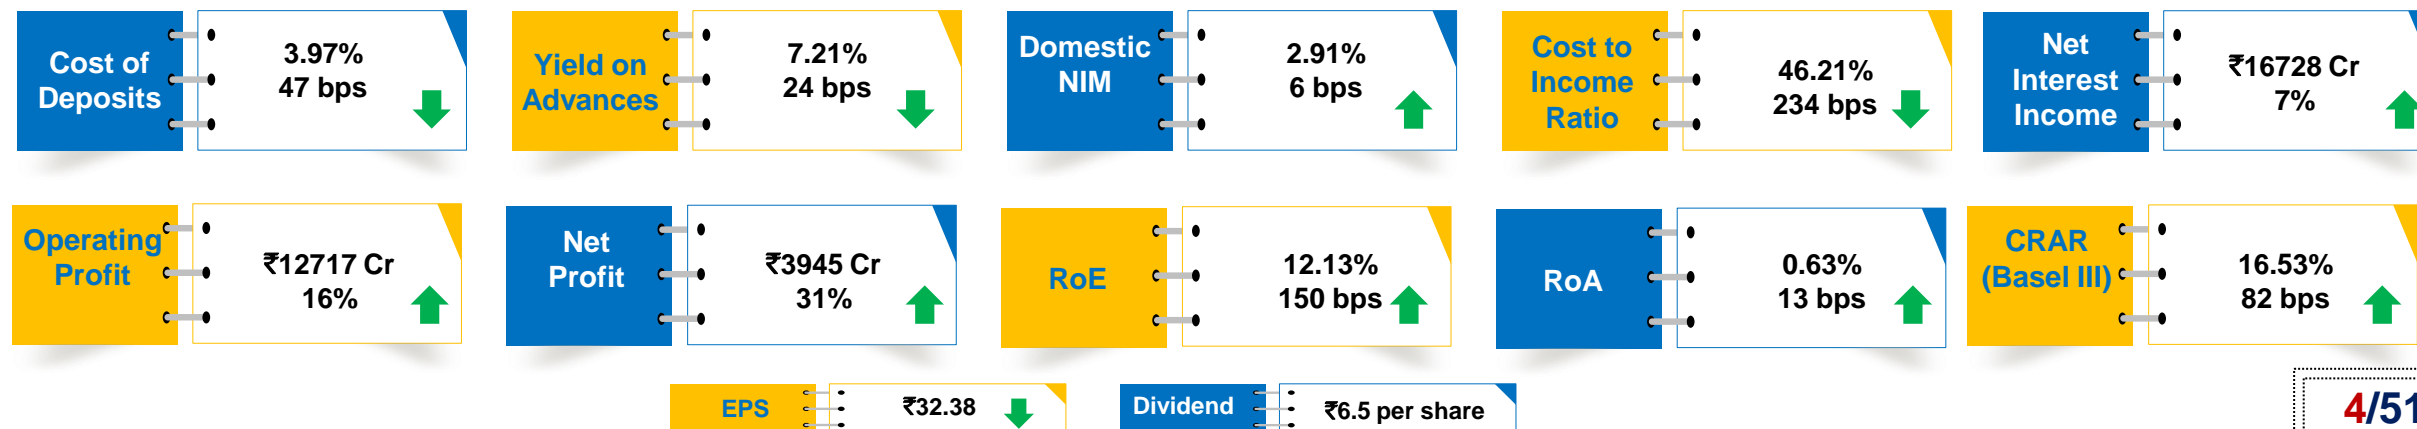 Cost of
Deposits
3.97%
47 bps
Yield on
Advances
7.21%
24 bps
Domestic
NIM
2.91%
6 bps
Cost to
Income
Ratio
46.21%
234 bps
Net
Interest
Income
₹16728 Cr
7%
Operating
Profit
₹12717 Cr
16%
Net
Profit
₹3945 Cr
31%
RoE
12.13%
150 bps
RoA
0.63%
13 bps
CRAR
(Basel III)
16.53%
82 bps
EPS
₹32.38
Dividend
₹6.5 per share
4/51